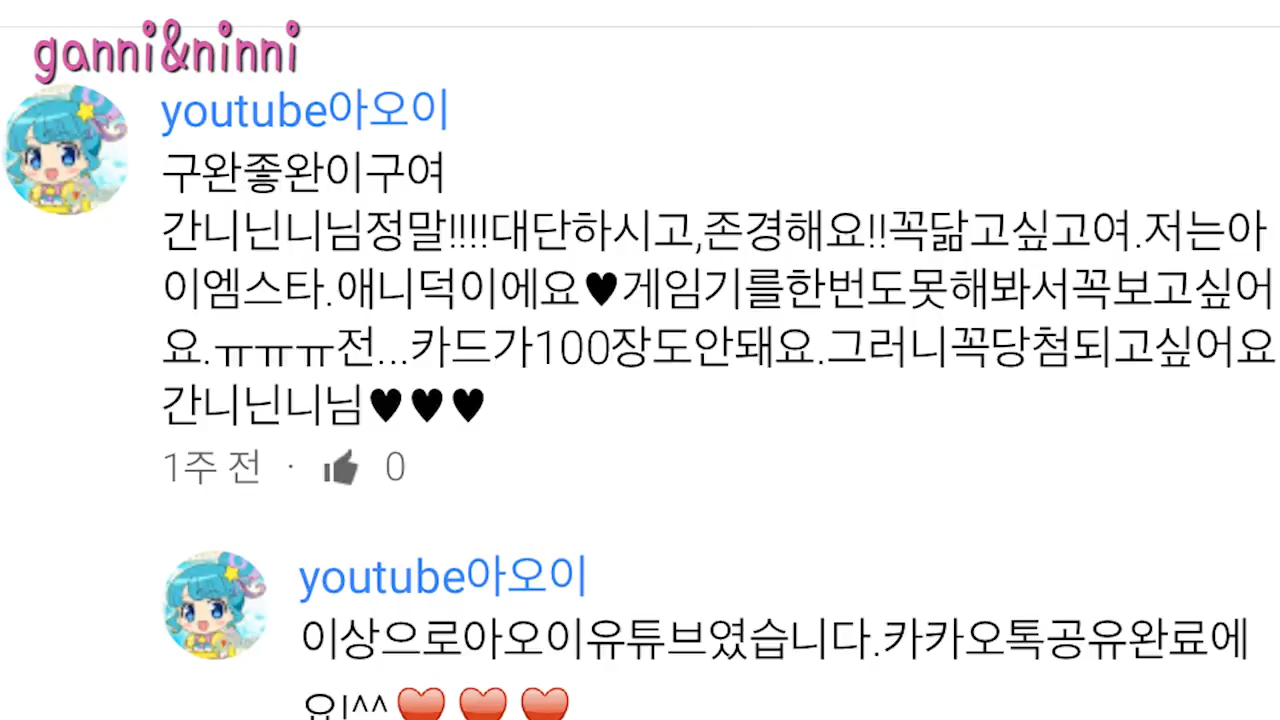 ganni&ninni
youtube아오이
구완좋완이구여
간니닌니님정말!!!!대단하시고,존경해요!!꼭닮고싶고여.저는아
이엠스타.애니덕이에요♥게임기를한번도못해봐서꼭보고싶어
요.ㅠㅠㅠ전...카드가100장도안돼요.그러니꼭당첨되고싶어요
간니닌니님♥♥♥
1주 전 · 0
youtube아오이
이상으로아오이유튜브였습니다.카카오톡공유완료에
요!^^❤❤❤